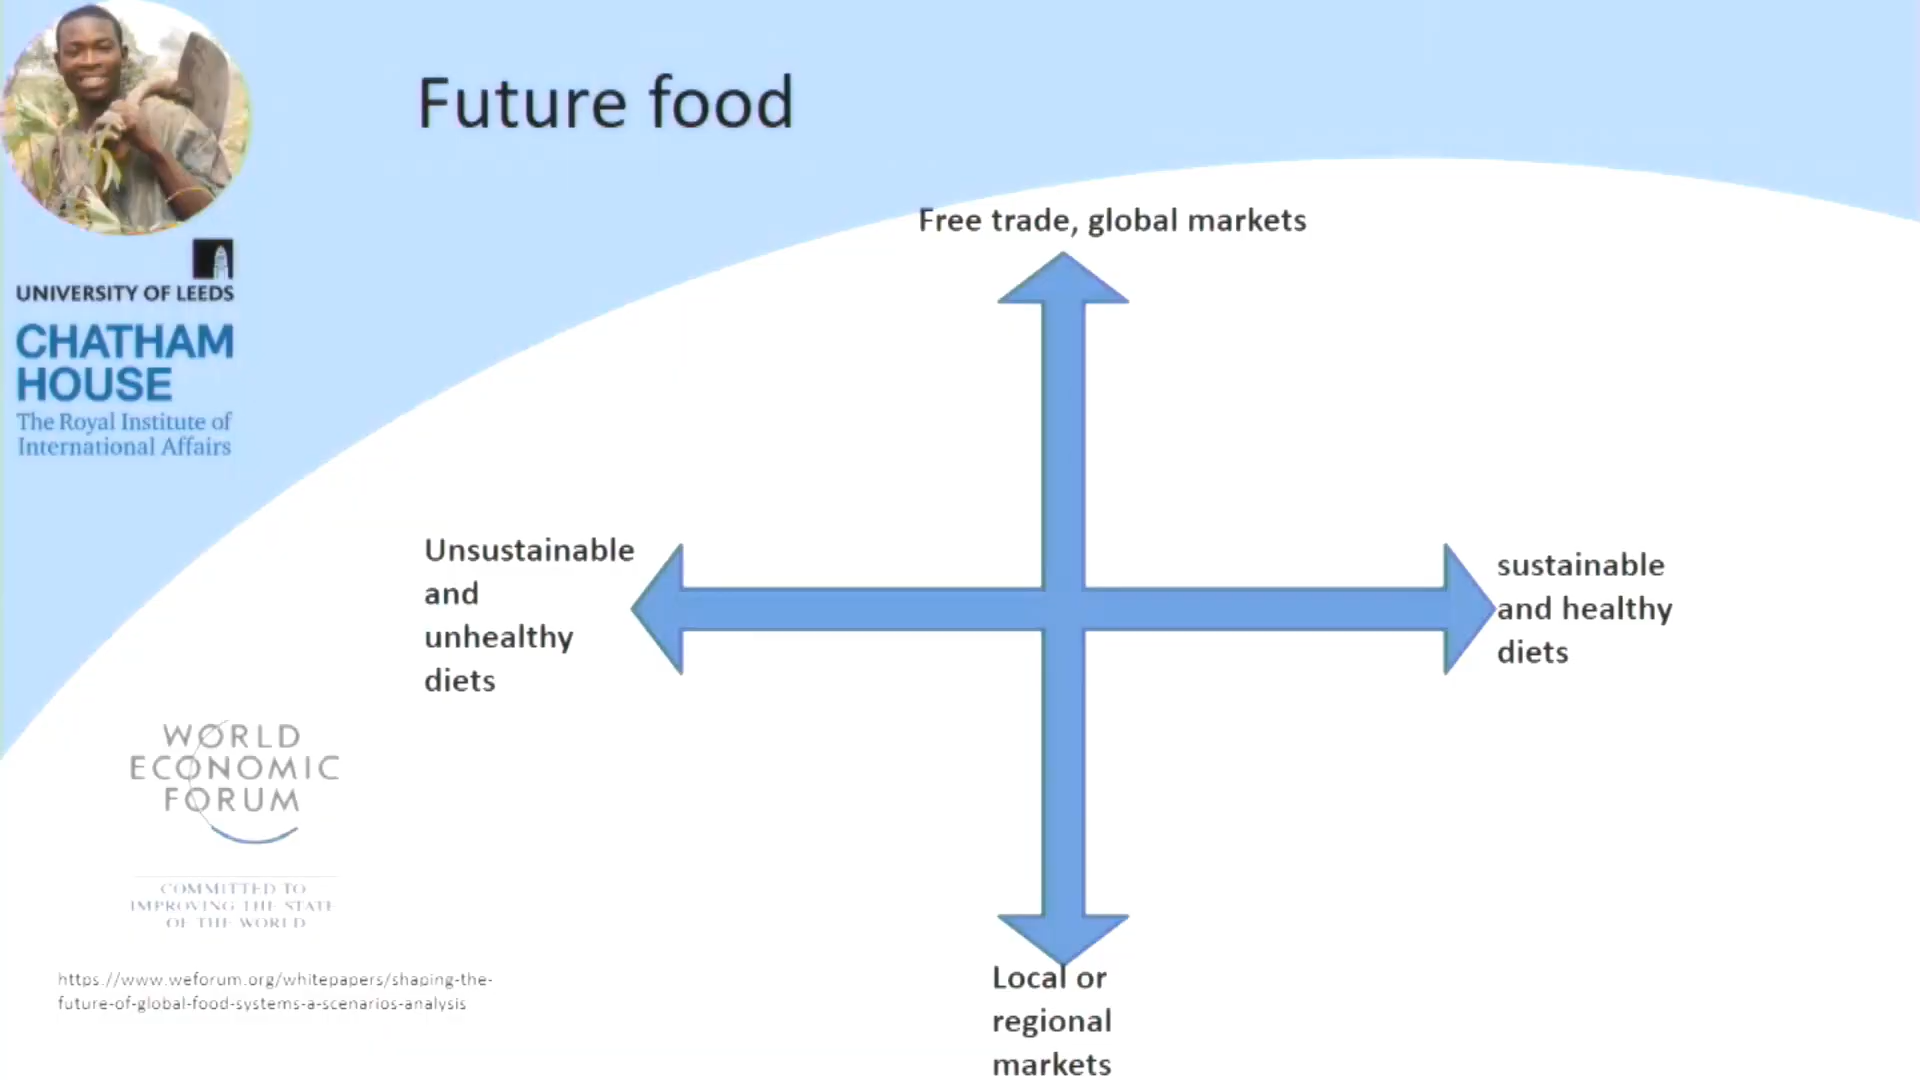 Future food
UNIVERSITY OF LEEDS
CHATHAM
HOUSE
The Royal Institute of
International Affairs
Free trade, global markets
Unsustainable
and
unhealthy
diets
sustainable
and healthy
diets
Local or
regional
markets
WORLD
ECONOMIC
FORUM
COMMITTED TO
IMPROVING THE STATE
OF THE WORLD
https://www.weforum.org/whitepapers/shaping-the-
future-of-global-food-systems-a-scenarios-analysis